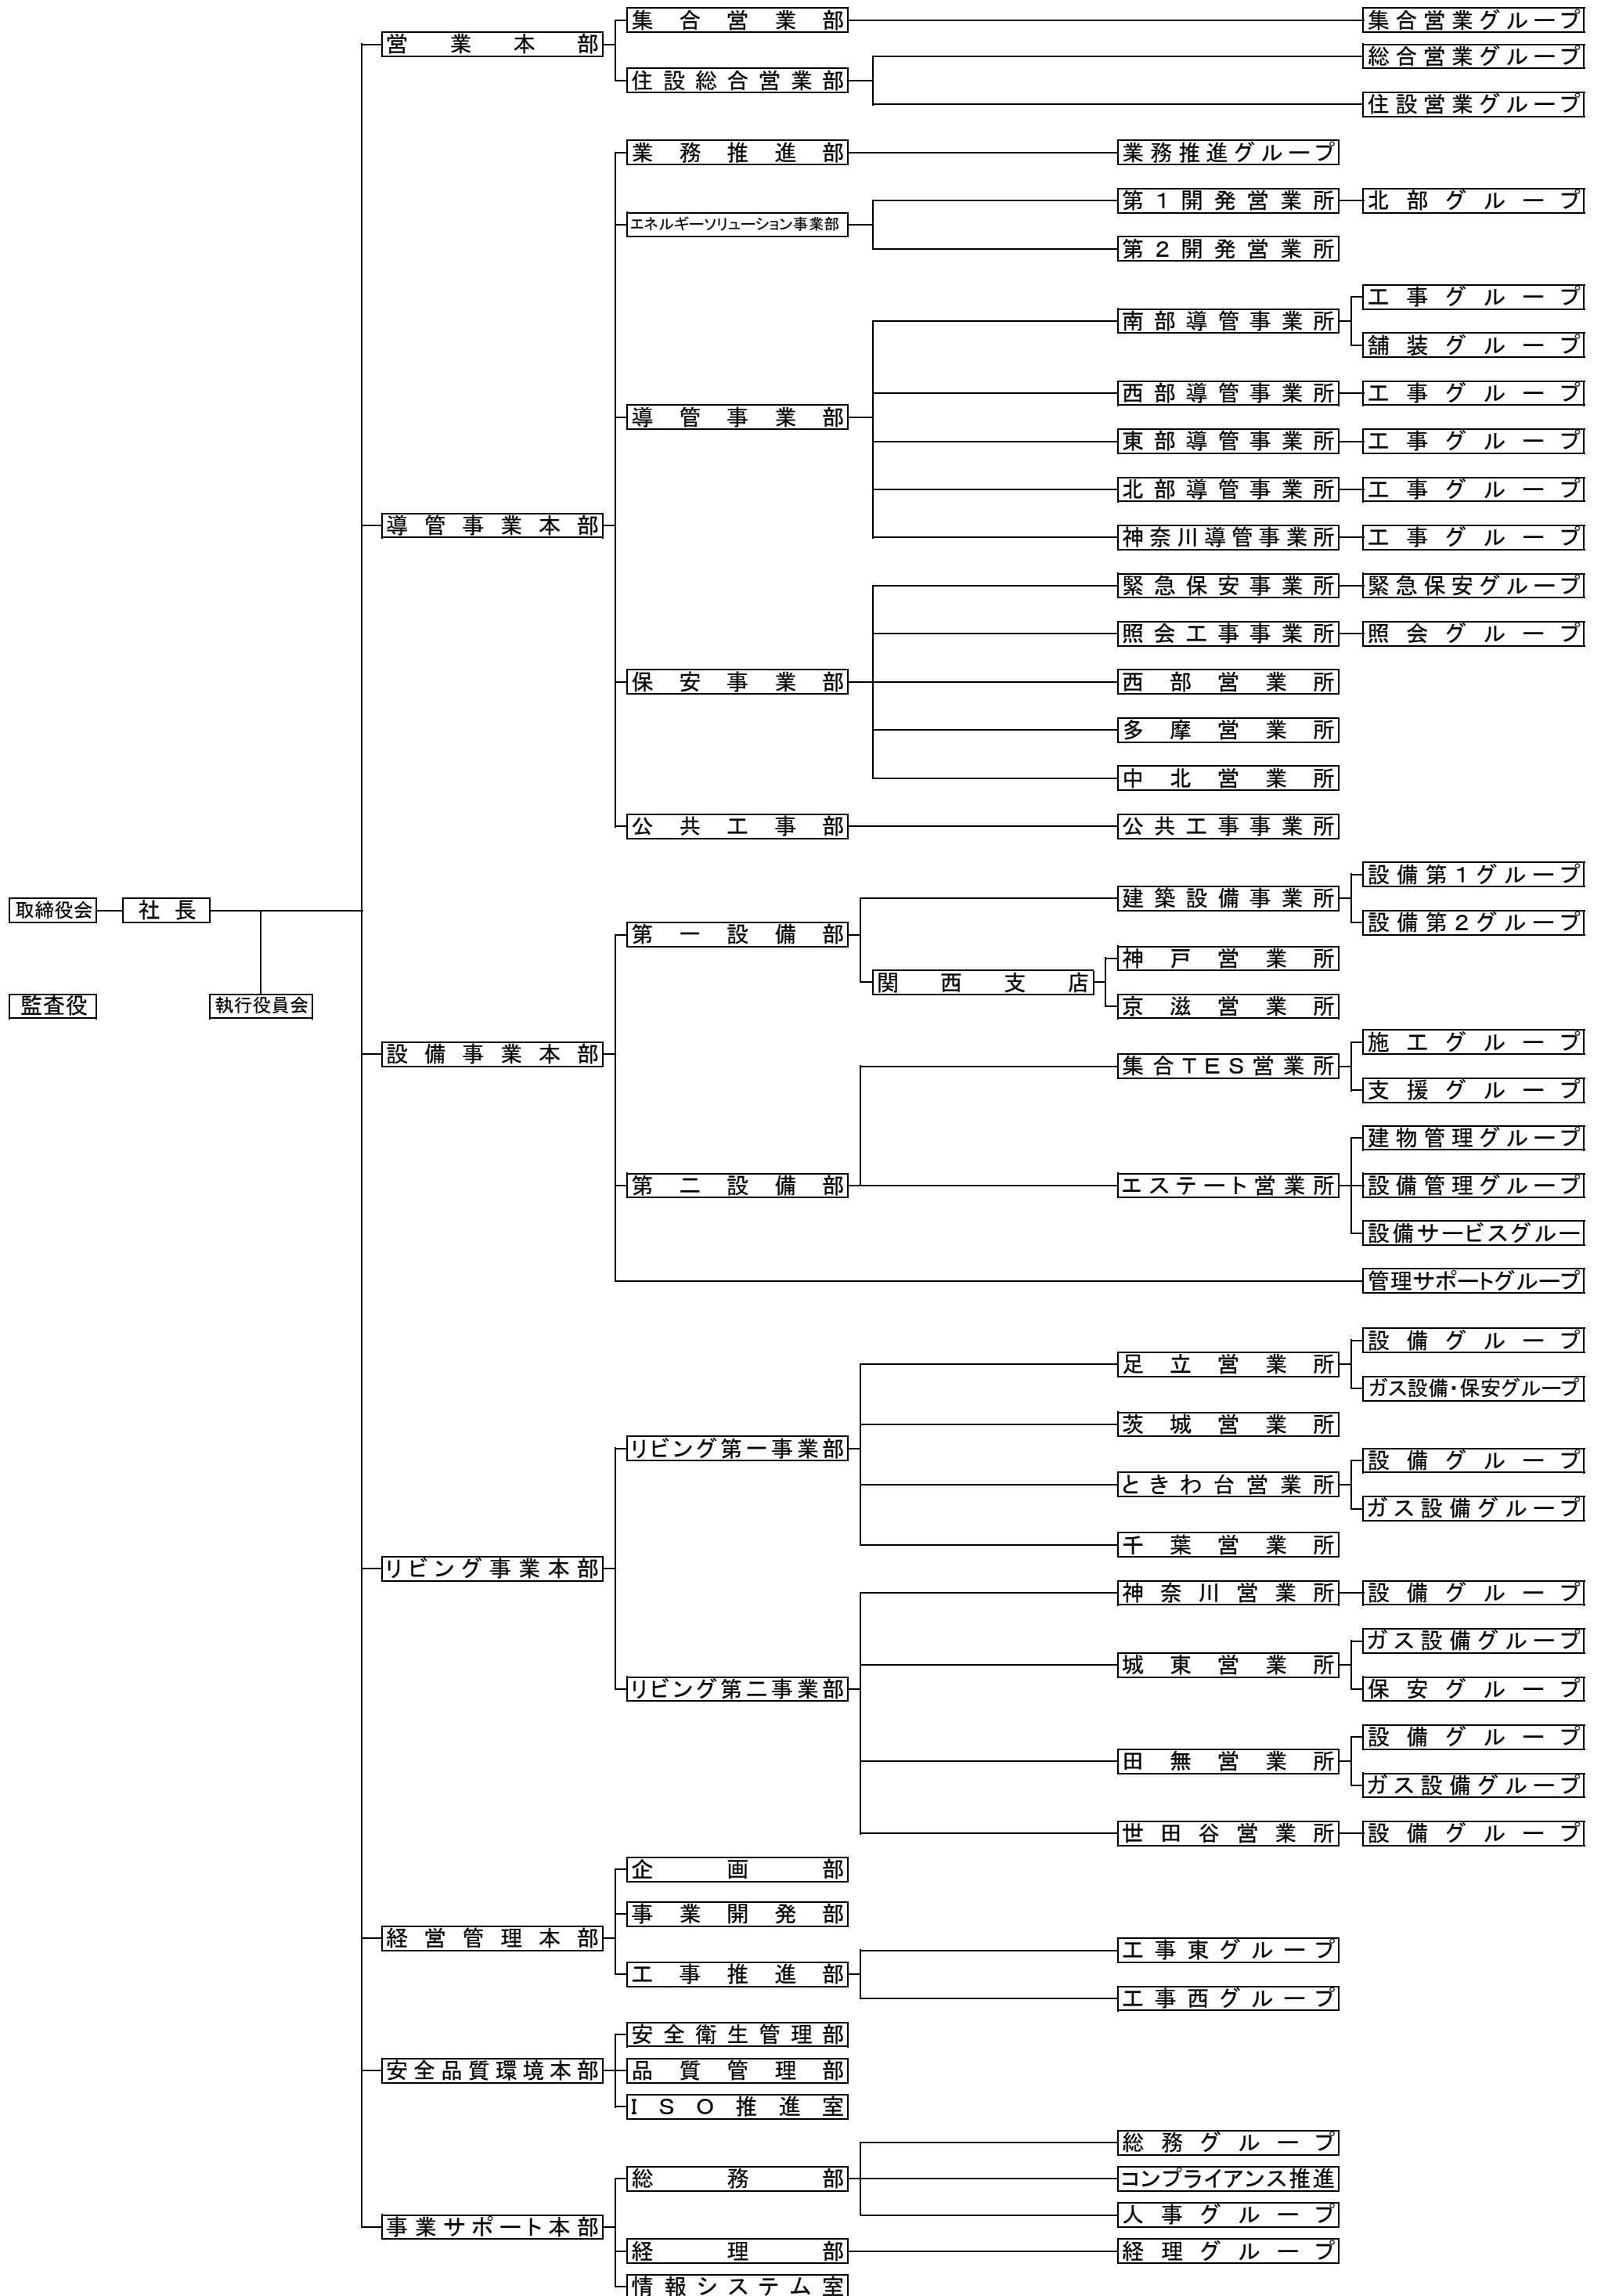 集合営業部
集合営業グループ
営業本部
総合営業グループ
住設総合営業部
住設営業グループ
業務推進部
業務推進グループ
第1開発営業所
北部グループ
エネルギーソリューション事業部
第2開発営業所
工事グループ
南部導管事業所
舗装グループ
西部導管事業所
工事グループ
導管事業部
東部導管事業所
工事グループ
北部導管事業所
工事グループ
導管事業本部
神奈川導管事業所
工事グループ
緊急保安事業所
緊急保安グループ
照会工事事業所
照会グループ
保安事業部
西部営業所
多摩営業所
中北営業所
公共工事部
公共工事事業所
設備第1グループ
建築設備事業所
取締役会
社長
設備第2グループ
第一設備部
神戸営業所
関西支店
京滋営業所
監査役
執行役員会
施工グループ
設備事業本部
集合TES営業所
支援グループ
建物管理グループ
第二設備部
エステート営業所
設備管理グループ
設備サービスグルー
管理サポートグループ
設備グループ
足立営業所
ガス設備・保安グループ
茨城営業所
リビング第一事業部
設備グループ
ときわ台営業所
ガス設備グループ
千葉営業所
リビング事業本部
神奈川営業所
設備グループ
ガス設備グループ
城東営業所
リビング第二事業部
保安グループ
設備グループ
田無営業所
ガス設備グループ
世田谷営業所
設備グループ
企画部
事業開発部
経営管理本部
工事東グループ
工事推進部
工事西グループ
安全衛生管理部
安全品質環境本部
品質管理部
ISO推進室
総務グループ
総務部
コンプライアンス推進
人事グループ
事業サポート本部
経理部
経理グループ
情報システム室